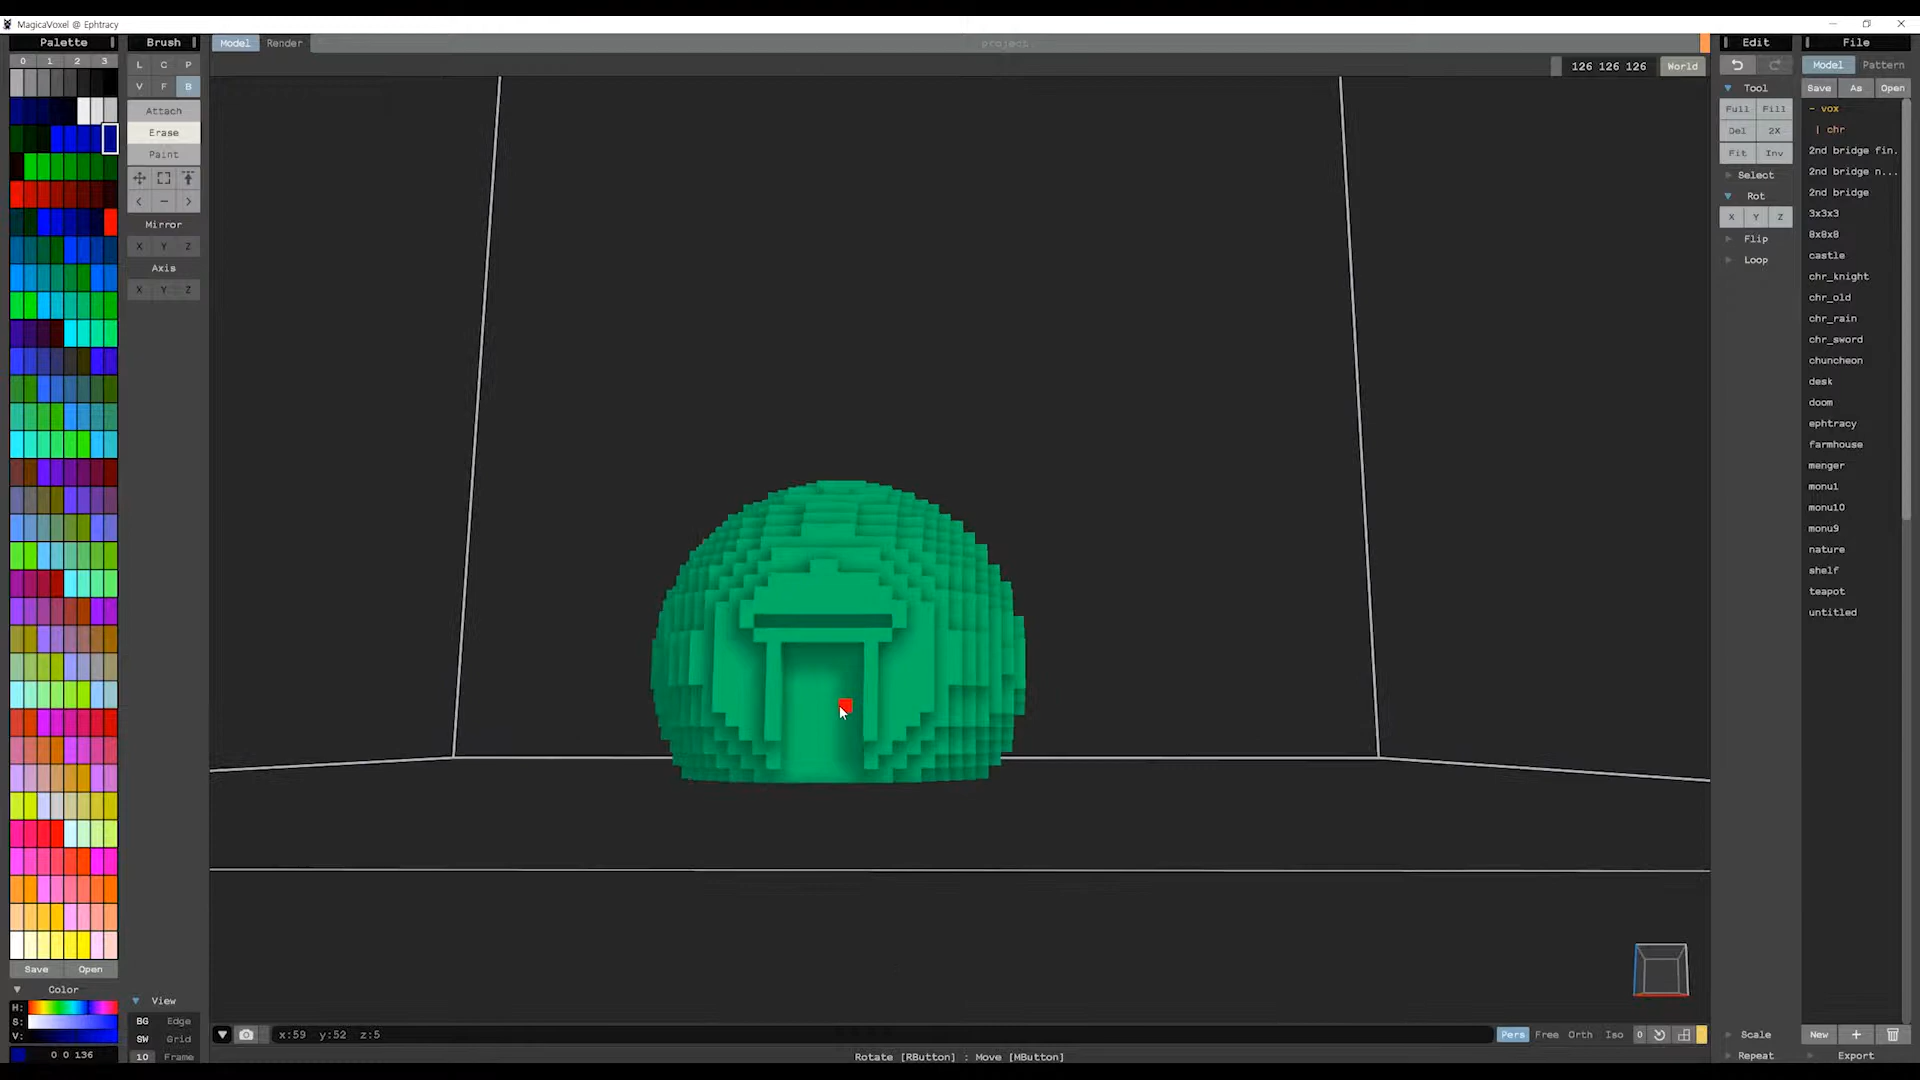 MagicaVoxel @ Ephtracy
Palette
0 1 2 3
Save Open
Color
H:
S:
V:
0 0 136
Brush
L C P
V F B
Attach
Erase
Paint
< - >
Mirror
X Y Z
Axis
X Y Z
View
BG Edge
SW Grid
10 Frame
Model Render
project
126 126 126
World
x:59 y:52 z:5
Pers Free Orth Iso 0
Rotate [RButton] : Move [MButton]
Edit
Tool
Full Fill
Del 2X
Fit Inv
Select
Rot
X Y Z
Flip
Loop
Scale
Repeat
File
Model Pattern
Save As Open
- vox
| chr
2nd bridge fin.
2nd bridge n...
2nd bridge
3x3x3
8x8x8
castle
chr_knight
chr_old
chr_rain
chr_sword
chuncheon
desk
doom
ephtracy
farmhouse
menger
monu1
monu10
monu9
nature
shelf
teapot
untitled
New +
Export